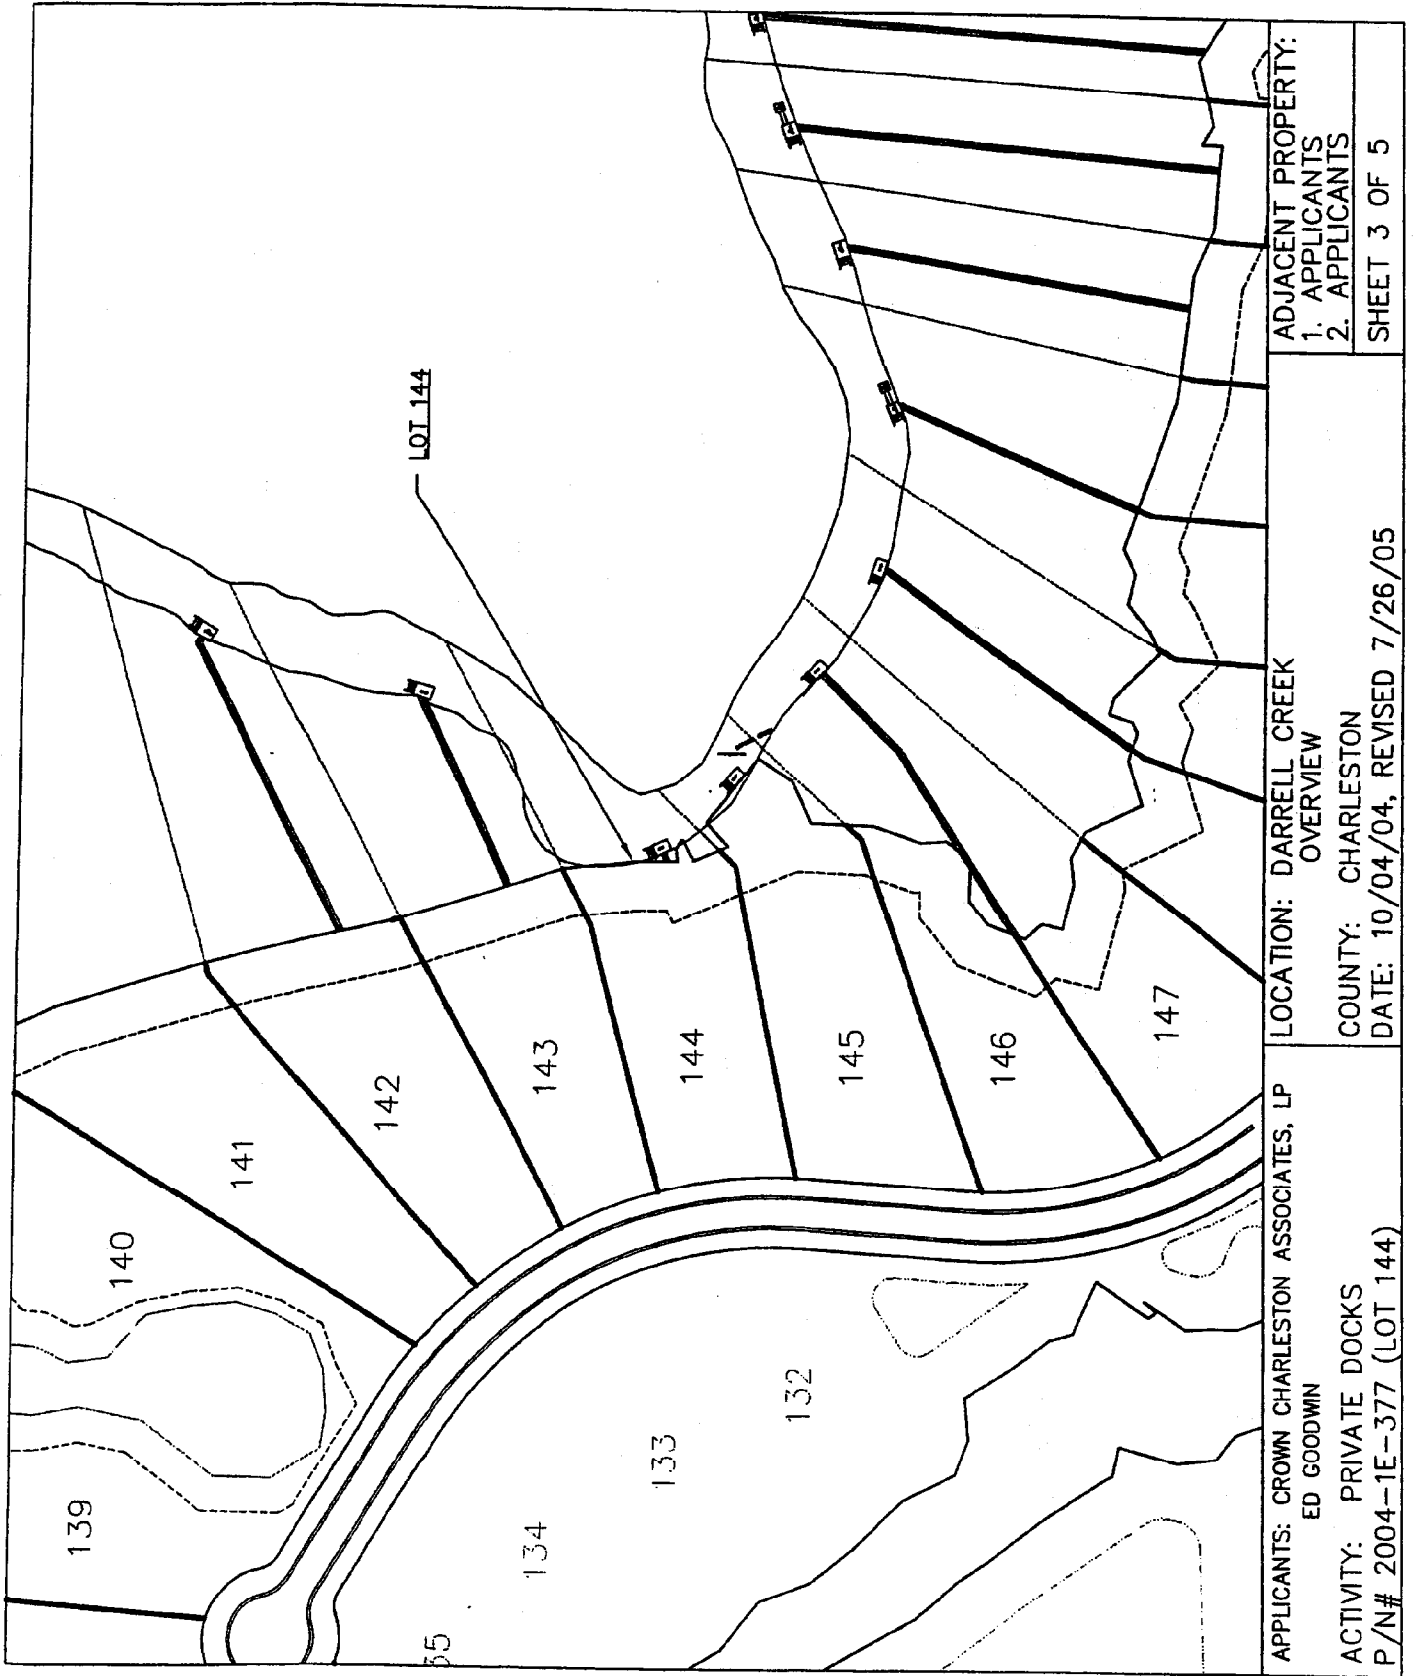 LOT 144
139
140
141
142
143
144
145
146
147
132
133
134
35
APPLICANTS: CROWN CHARLESTON ASSOCIATES, LP
ED GOODWIN
ACTIVITY: PRIVATE DOCKS
P/N# 2004-1E-377 (LOT 144)
LOCATION: DARRELL CREEK
OVERVIEW
COUNTY: CHARLESTON
DATE: 10/04/04, REVISED 7/26/05
ADJACENT PROPERTY:
1. APPLICANTS
2. APPLICANTS
SHEET 3 OF 5